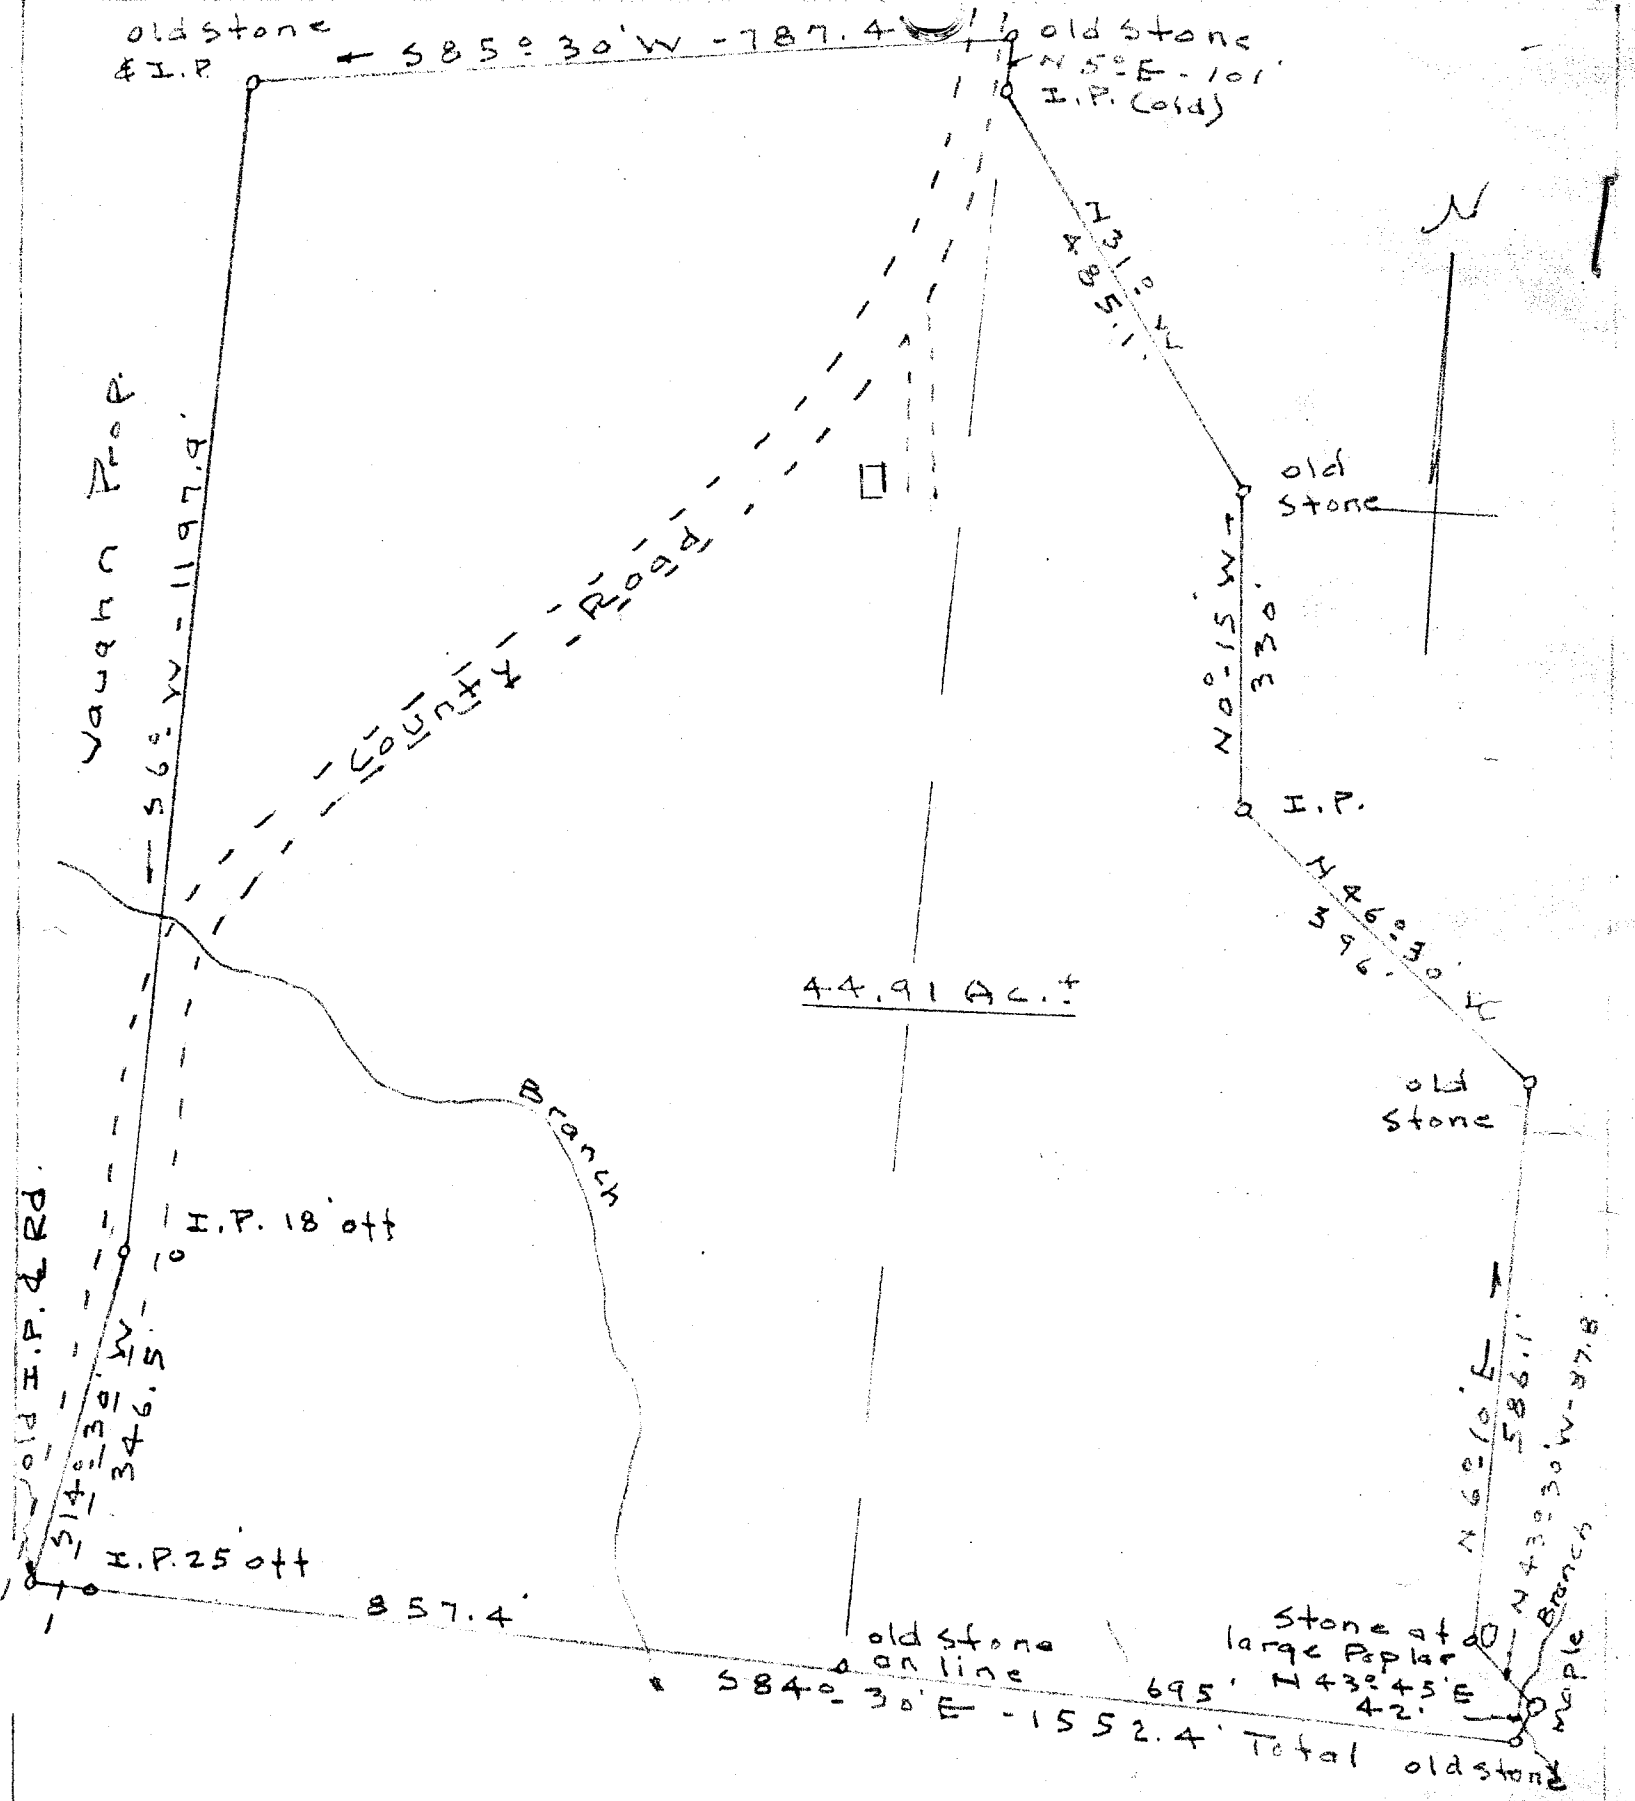 old stone
& I.P.
← S 85° 30' W - 787.4
old stone
N 5° E - 101'
I.P. (old)
N
N 31° W
485.1'
old
stone
N 0° - 15' W
330'
I.P.
N 46° 30' W
396'
old
stone
Vaughn Prop.
S 6° W - 1197.9'
County Road
44.91 Ac. ±
Branch
I.P. 18' off
old I.P. ℄ Rd.
S 14° 30' W
346.5'
I.P. 25' off
857.4'
old stone
on line
S 84° 30' E - 1552.4' Total
695'
N 6° 10' E
586.1'
N 43° 30' W - 87.8
Branch
Maple
Stone at
large Poplar
N 43° 45' E
42'
old stone